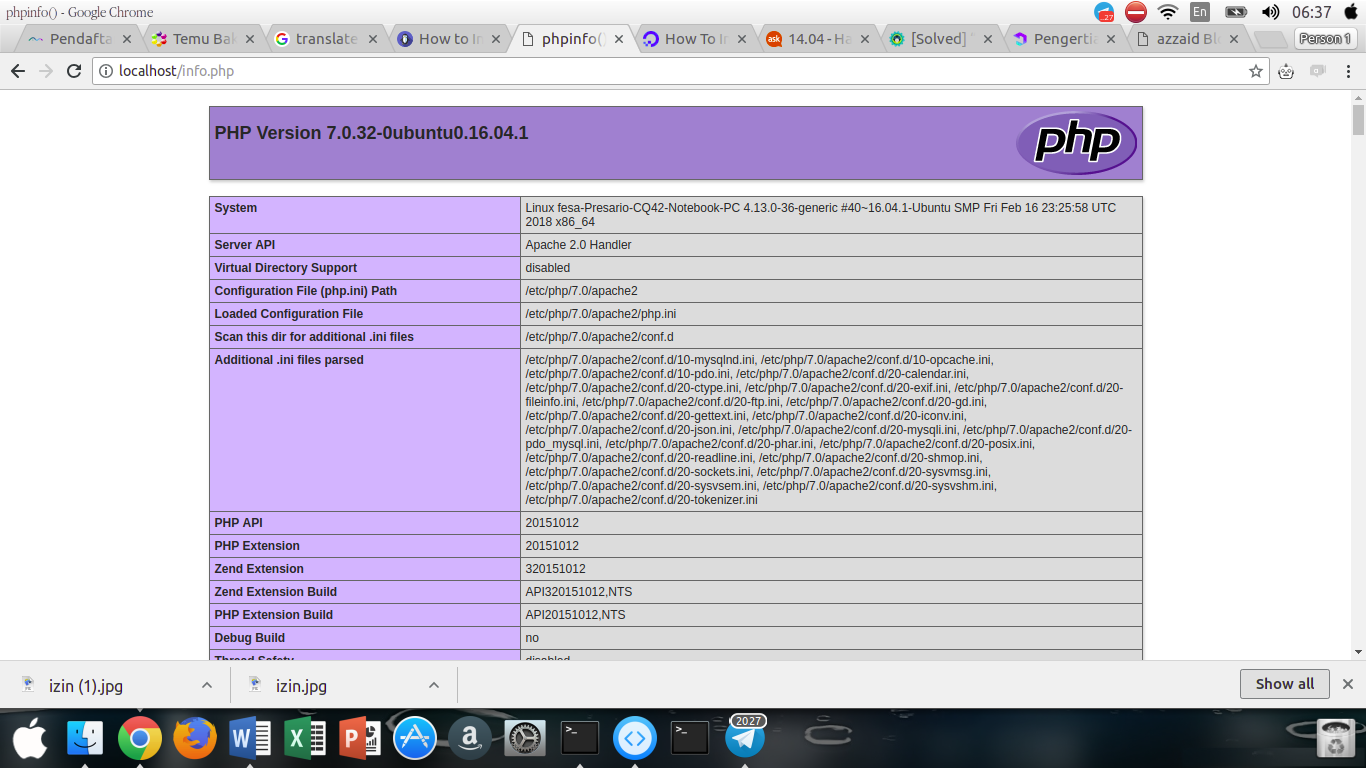 phpinfo() - Google Chrome
27
En
06:37
Pendafta
Temu Bak
translate
How to In
phpinfo()
How To In
ask
14.04 - Ha
[Solved] "
Pengertia
azzaid Blo
Person 1
localhost/info.php
PHP Version 7.0.32-0ubuntu0.16.04.1
php
System
Linux fesa-Presario-CQ42-Notebook-PC 4.13.0-36-generic #40~16.04.1-Ubuntu SMP Fri Feb 16 23:25:58 UTC
2018 x86_64
Server API
Apache 2.0 Handler
Virtual Directory Support
disabled
Configuration File (php.ini) Path
/etc/php/7.0/apache2
Loaded Configuration File
/etc/php/7.0/apache2/php.ini
Scan this dir for additional .ini files
/etc/php/7.0/apache2/conf.d
Additional .ini files parsed
/etc/php/7.0/apache2/conf.d/10-mysqlnd.ini, /etc/php/7.0/apache2/conf.d/10-opcache.ini,
/etc/php/7.0/apache2/conf.d/10-pdo.ini, /etc/php/7.0/apache2/conf.d/20-calendar.ini,
/etc/php/7.0/apache2/conf.d/20-ctype.ini, /etc/php/7.0/apache2/conf.d/20-exif.ini, /etc/php/7.0/apache2/conf.d/20-
fileinfo.ini, /etc/php/7.0/apache2/conf.d/20-ftp.ini, /etc/php/7.0/apache2/conf.d/20-gd.ini,
/etc/php/7.0/apache2/conf.d/20-gettext.ini, /etc/php/7.0/apache2/conf.d/20-iconv.ini,
/etc/php/7.0/apache2/conf.d/20-json.ini, /etc/php/7.0/apache2/conf.d/20-mysqli.ini, /etc/php/7.0/apache2/conf.d/20-
pdo_mysql.ini, /etc/php/7.0/apache2/conf.d/20-phar.ini, /etc/php/7.0/apache2/conf.d/20-posix.ini,
/etc/php/7.0/apache2/conf.d/20-readline.ini, /etc/php/7.0/apache2/conf.d/20-shmop.ini,
/etc/php/7.0/apache2/conf.d/20-sockets.ini, /etc/php/7.0/apache2/conf.d/20-sysvmsg.ini,
/etc/php/7.0/apache2/conf.d/20-sysvsem.ini, /etc/php/7.0/apache2/conf.d/20-sysvshm.ini,
/etc/php/7.0/apache2/conf.d/20-tokenizer.ini
PHP API
20151012
PHP Extension
20151012
Zend Extension
320151012
Zend Extension Build
API320151012,NTS
PHP Extension Build
API20151012,NTS
Debug Build
no
Thread Safety
disabled
izin (1).jpg
izin.jpg
Show all
2027